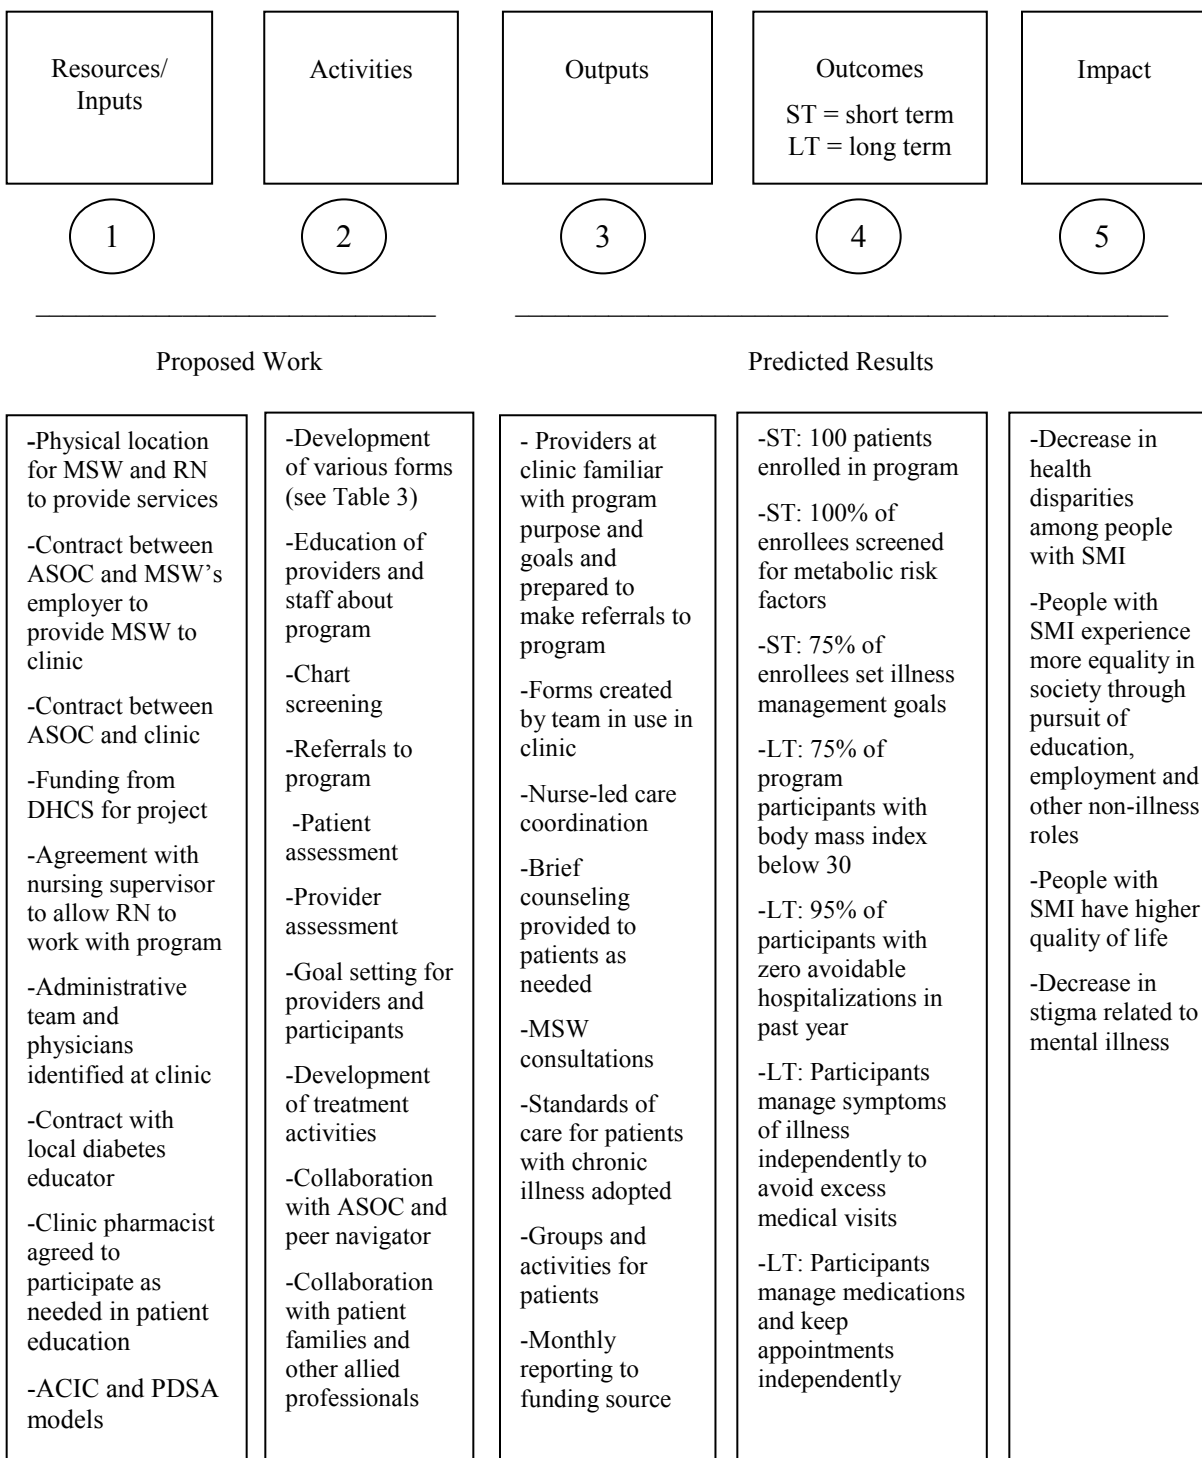 Resources/
Inputs
Activities
Outputs
Outcomes
ST = short term
LT = long term
Impact
1
2
3
4
5
Proposed Work
Predicted Results
-Physical location
for MSW and RN
to provide services
-Contract between
ASOC and MSW's
employer to
provide MSW to
clinic
-Contract between
ASOC and clinic
-Funding from
DHCS for project
-Agreement with
nursing supervisor
to allow RN to
work with program
-Administrative
team and
physicians
identified at clinic
-Contract with
local diabetes
educator
-Clinic pharmacist
agreed to
participate as
needed in patient
education
-ACIC and PDSA
models
-Development
of various forms
(see Table 3)
-Education of
providers and
staff about
program
-Chart
screening
-Referrals to
program
-Patient
assessment
-Provider
assessment
-Goal setting for
providers and
participants
-Development
of treatment
activities
-Collaboration
with ASOC and
peer navigator
-Collaboration
with patient
families and
other allied
professionals
- Providers at
clinic familiar
with program
purpose and
goals and
prepared to
make referrals to
program
-Forms created
by team in use in
clinic
-Nurse-led care
coordination
-Brief
counseling
provided to
patients as
needed
-MSW
consultations
-Standards of
care for patients
with chronic
illness adopted
-Groups and
activities for
patients
-Monthly
reporting to
funding source
-ST: 100 patients
enrolled in program
-ST: 100% of
enrollees screened
for metabolic risk
factors
-ST: 75% of
enrollees set illness
management goals
-LT: 75% of
program
participants with
body mass index
below 30
-LT: 95% of
participants with
zero avoidable
hospitalizations in
past year
-LT: Participants
manage symptoms
of illness
independently to
avoid excess
medical visits
-LT: Participants
manage medications
and keep
appointments
independently
-Decrease in
health
disparities
among people
with SMI
-People with
SMI experience
more equality in
society through
pursuit of
education,
employment and
other non-illness
roles
-People with
SMI have higher
quality of life
-Decrease in
stigma related to
mental illness